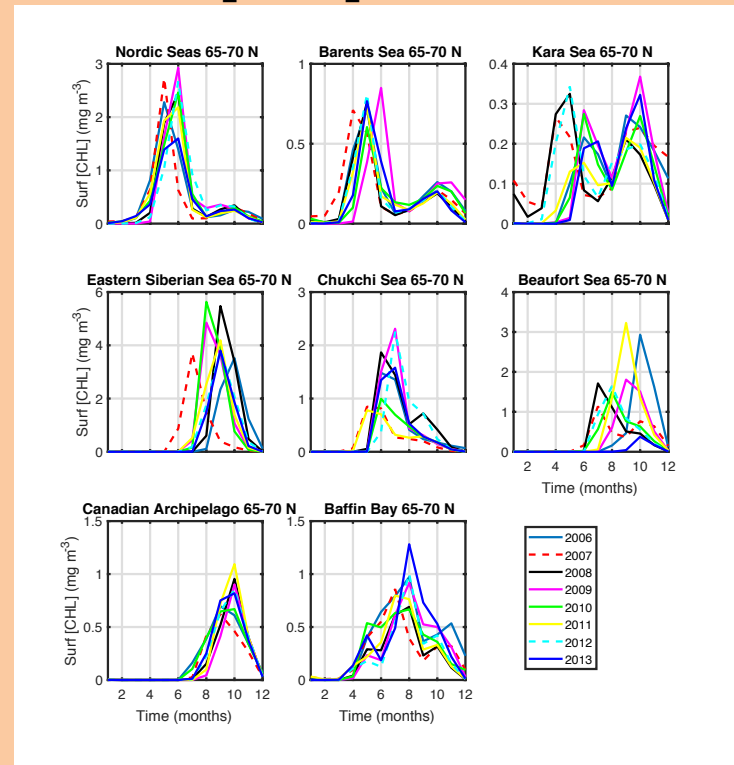 Nordic Seas 65-70 N
Barents Sea 65-70 N
Kara Sea 65-70 N
Surf [CHL] (mg m⁻³)
3
2
1
0
1
0.5
0
0.4
0.3
0.2
0.1
0
Eastern Siberian Sea 65-70 N
Chukchi Sea 65-70 N
Beaufort Sea 65-70 N
Surf [CHL] (mg m⁻³)
6
4
2
0
3
2
1
0
4
3
2
1
0
2 4 6 8 10 12
Time (months)
Canadian Archipelago 65-70 N
Baffin Bay 65-70 N
Surf [CHL] (mg m⁻³)
1.5
1
0.5
0
2 4 6 8 10 12
Time (months)
1.5
1
0.5
0
2 4 6 8 10 12
Time (months)
2006
2007
2008
2009
2010
2011
2012
2013